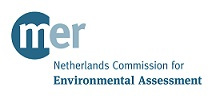 mer
Netherlands Commission for
Environmental Assessment